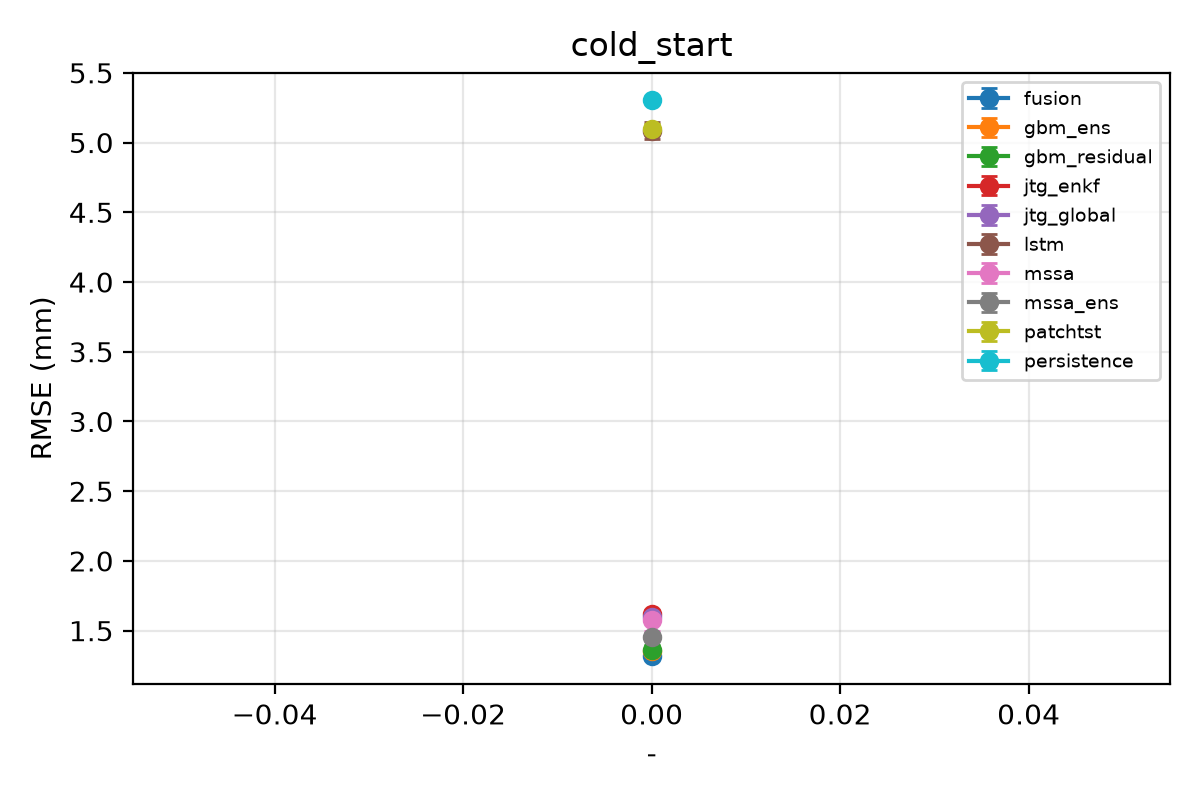 cold_start
5.5
5.0
4.5
4.0
3.5
3.0
2.5
2.0
1.5
RMSE (mm)
fusion
gbm_ens
gbm_residual
jtg_enkf
jtg_global
lstm
mssa
mssa_ens
patchtst
persistence
−0.04 −0.02 0.00 0.02 0.04
-